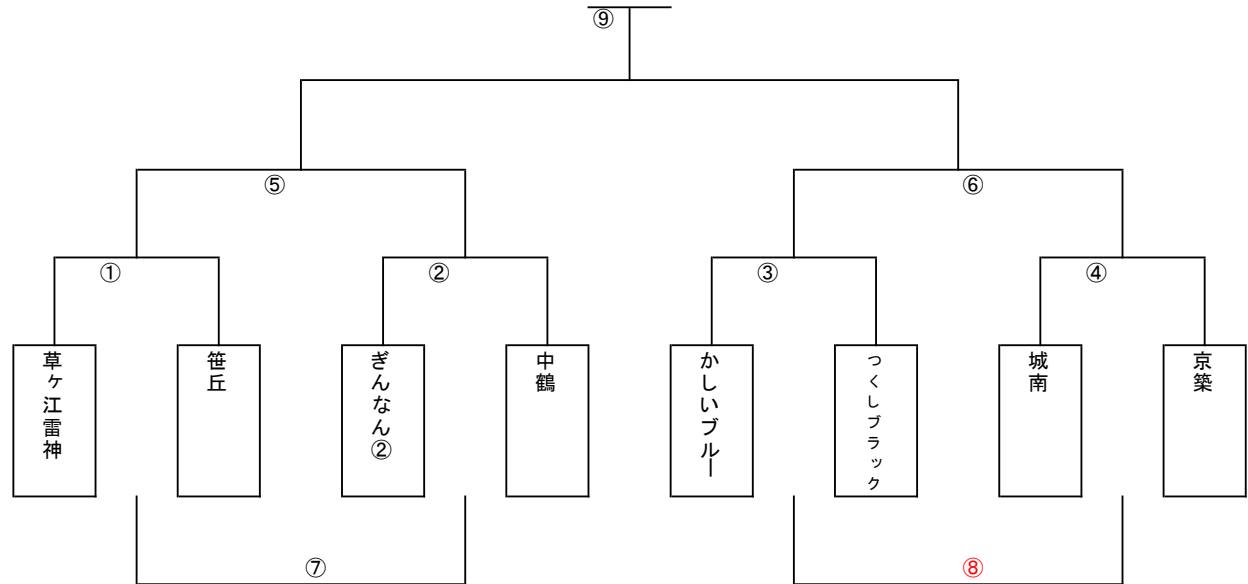 ⑨
⑤
⑥
①
②
③
④
草ヶ江雷神
笹丘
ぎんなん②
中鶴
かしいブルー
つくしブラック
城南
京築
⑦
⑧